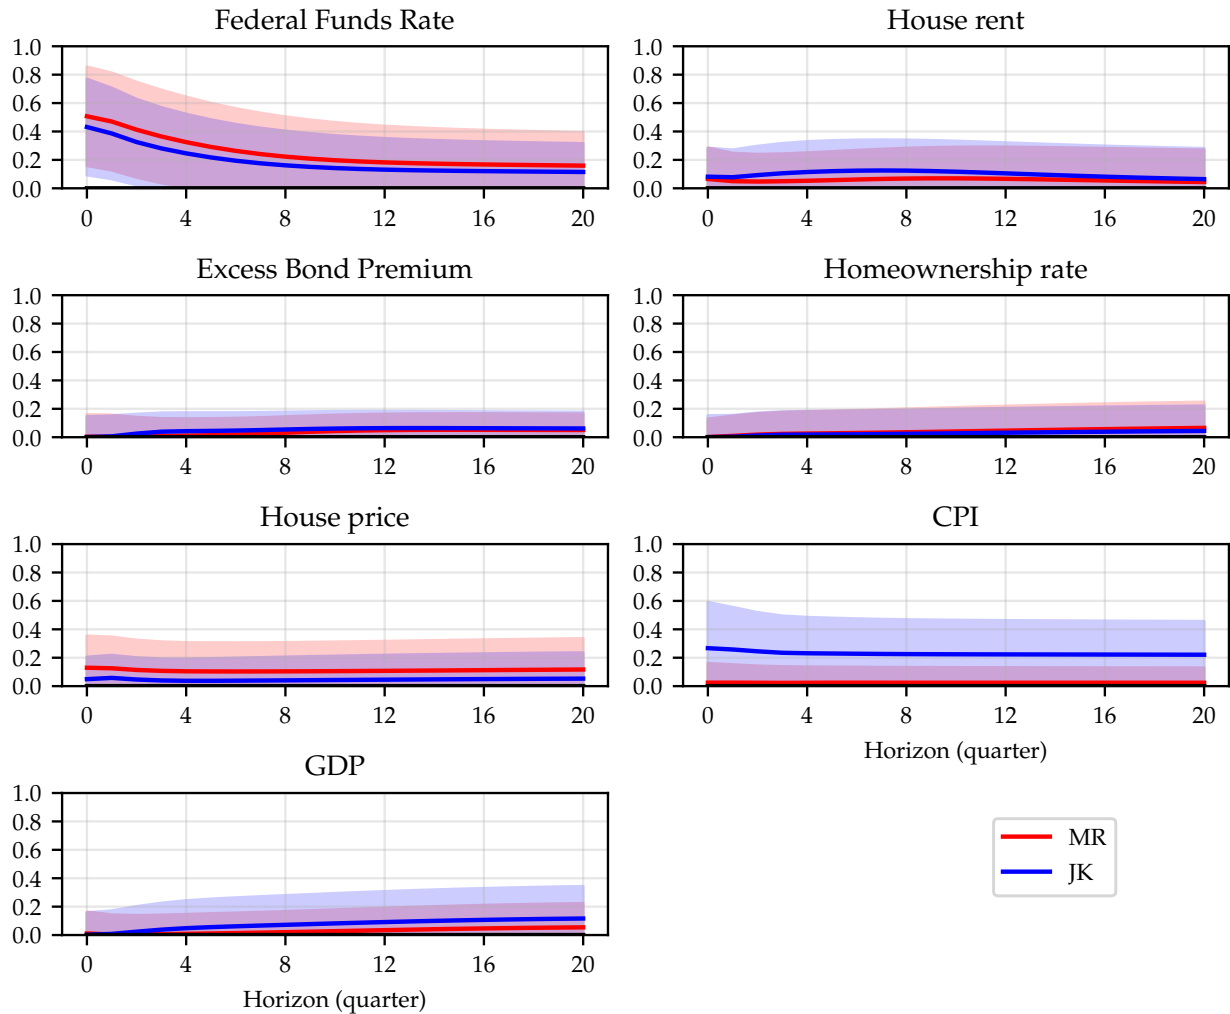 Federal Funds Rate
1.0
0.8
0.6
0.4
0.2
0.0
0 4 8 12 16 20
House rent
1.0
0.8
0.6
0.4
0.2
0.0
0 4 8 12 16 20
Excess Bond Premium
1.0
0.8
0.6
0.4
0.2
0.0
0 4 8 12 16 20
Homeownership rate
1.0
0.8
0.6
0.4
0.2
0.0
0 4 8 12 16 20
House price
1.0
0.8
0.6
0.4
0.2
0.0
0 4 8 12 16 20
CPI
1.0
0.8
0.6
0.4
0.2
0.0
0 4 8 12 16 20
Horizon (quarter)
GDP
1.0
0.8
0.6
0.4
0.2
0.0
0 4 8 12 16 20
Horizon (quarter)
MR
JK